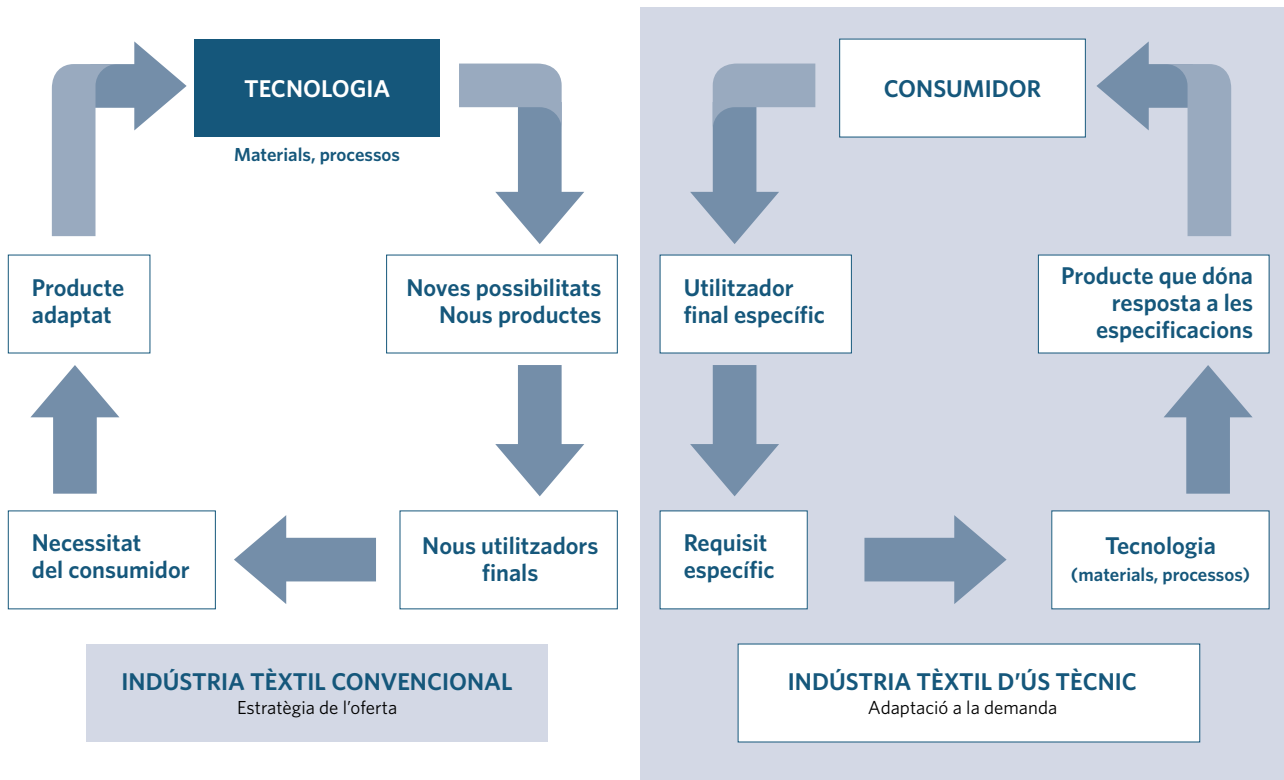 TECNOLOGIA
Materials, processos
Producte
adaptat
Noves possibilitats
Nous productes
Necessitat
del consumidor
Nous utilitzadors
finals
INDÚSTRIA TÈXTIL CONVENCIONAL
Estratègia de l'oferta
CONSUMIDOR
Utilitzador
final específic
Producte que dóna
resposta a les
especificacions
Requisit
específic
Tecnologia
(materials, processos)
INDÚSTRIA TÈXTIL D'ÚS TÈCNIC
Adaptació a la demanda